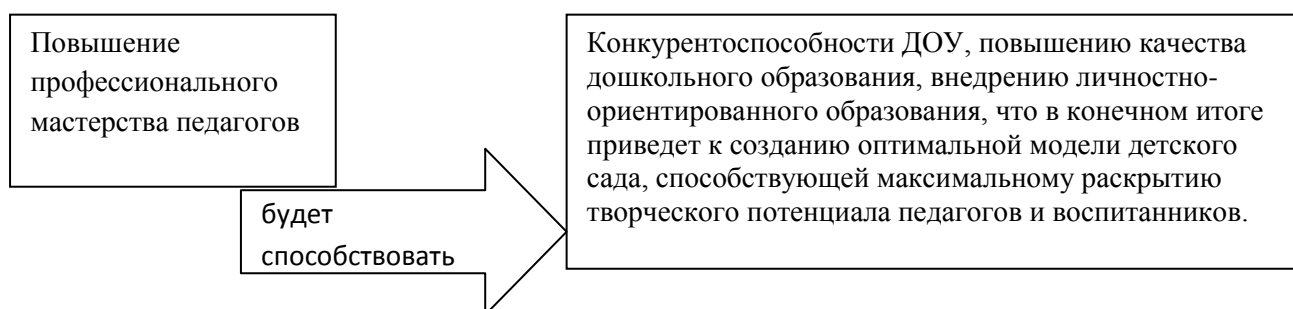 Повышение
профессионального
мастерства педагогов
будет
способствовать
Конкурентоспособности ДОУ, повышению качества
дошкольного образования, внедрению личностно-
ориентированного образования, что в конечном итоге
приведет к созданию оптимальной модели детского
сада, способствующей максимальному раскрытию
творческого потенциала педагогов и воспитанников.